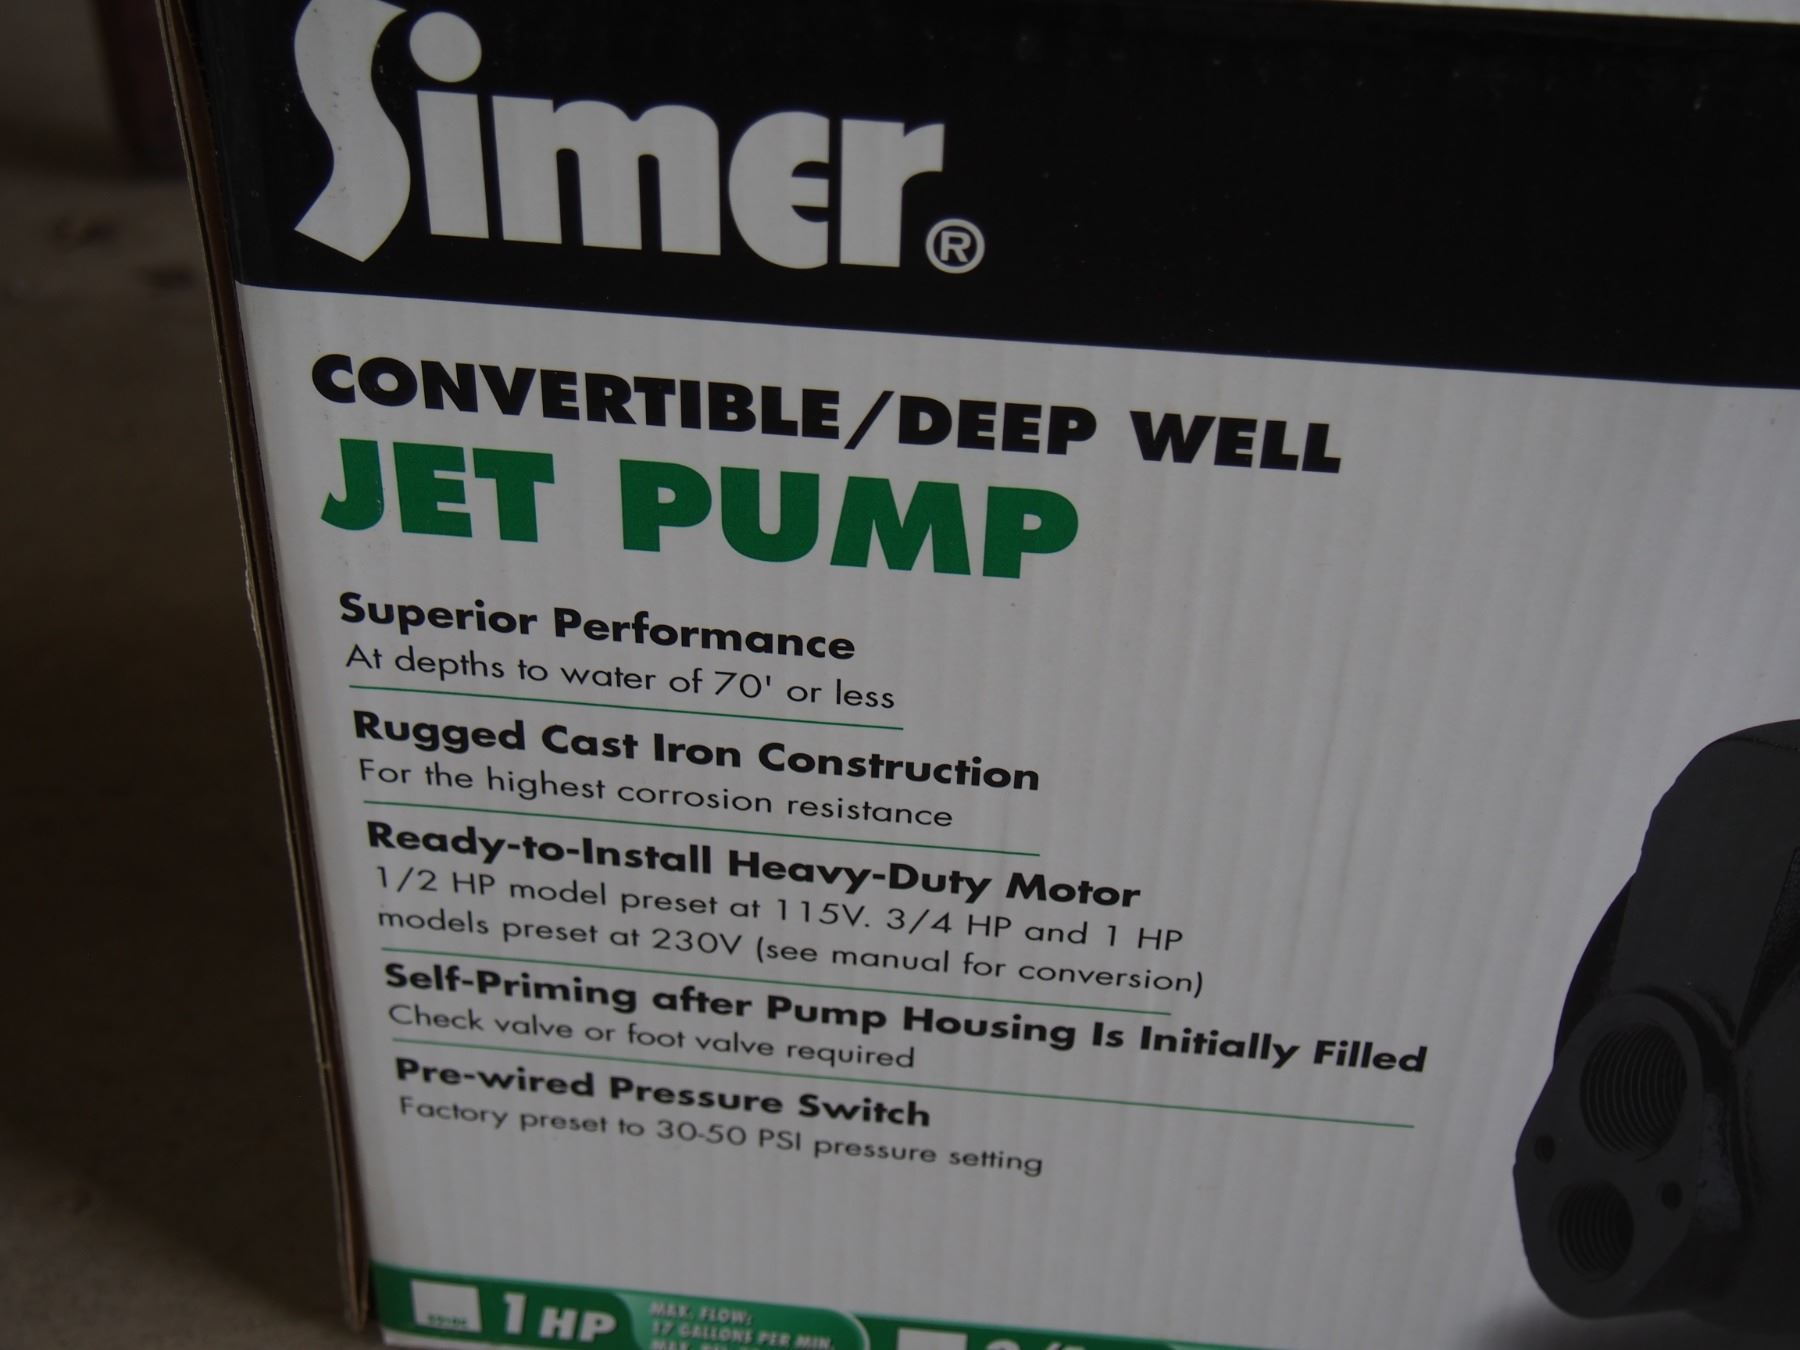 Simer®
CONVERTIBLE/DEEP WELL
JET PUMP
Superior Performance
At depths to water of 70' or less
Rugged Cast Iron Construction
For the highest corrosion resistance
Ready-to-Install Heavy-Duty Motor
1/2 HP model preset at 115V. 3/4 HP and 1 HP
models preset at 230V (see manual for conversion)
Self-Priming after Pump Housing Is Initially Filled
Check valve or foot valve required
Pre-wired Pressure Switch
Factory preset to 30-50 PSI pressure setting
1 HP
MAX. FLOW:
17 GALLONS PER MIN.